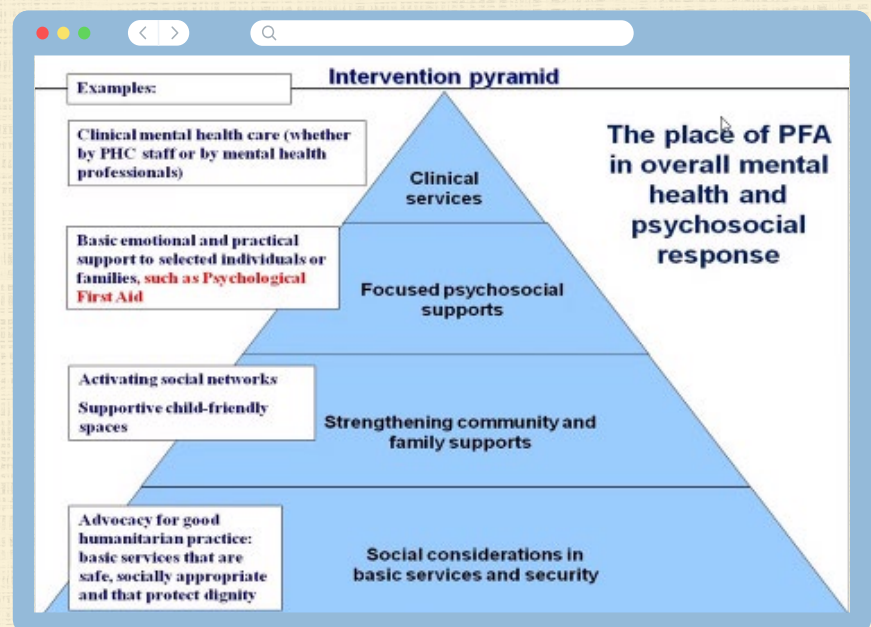 Intervention pyramid
Examples:
Clinical mental health care (whether
by PHC staff or by mental health
professionals)
Clinical
services
The place of PFA
in overall mental
health and
psychosocial
response
Basic emotional and practical
support to selected individuals or
families, such as Psychological
First Aid
Focused psychosocial
supports
Activating social networks
Supportive child-friendly
spaces
Strengthening community and
family supports
Advocacy for good
humanitarian practice:
basic services that are
safe, socially appropriate
and that protect dignity
Social considerations in
basic services and security